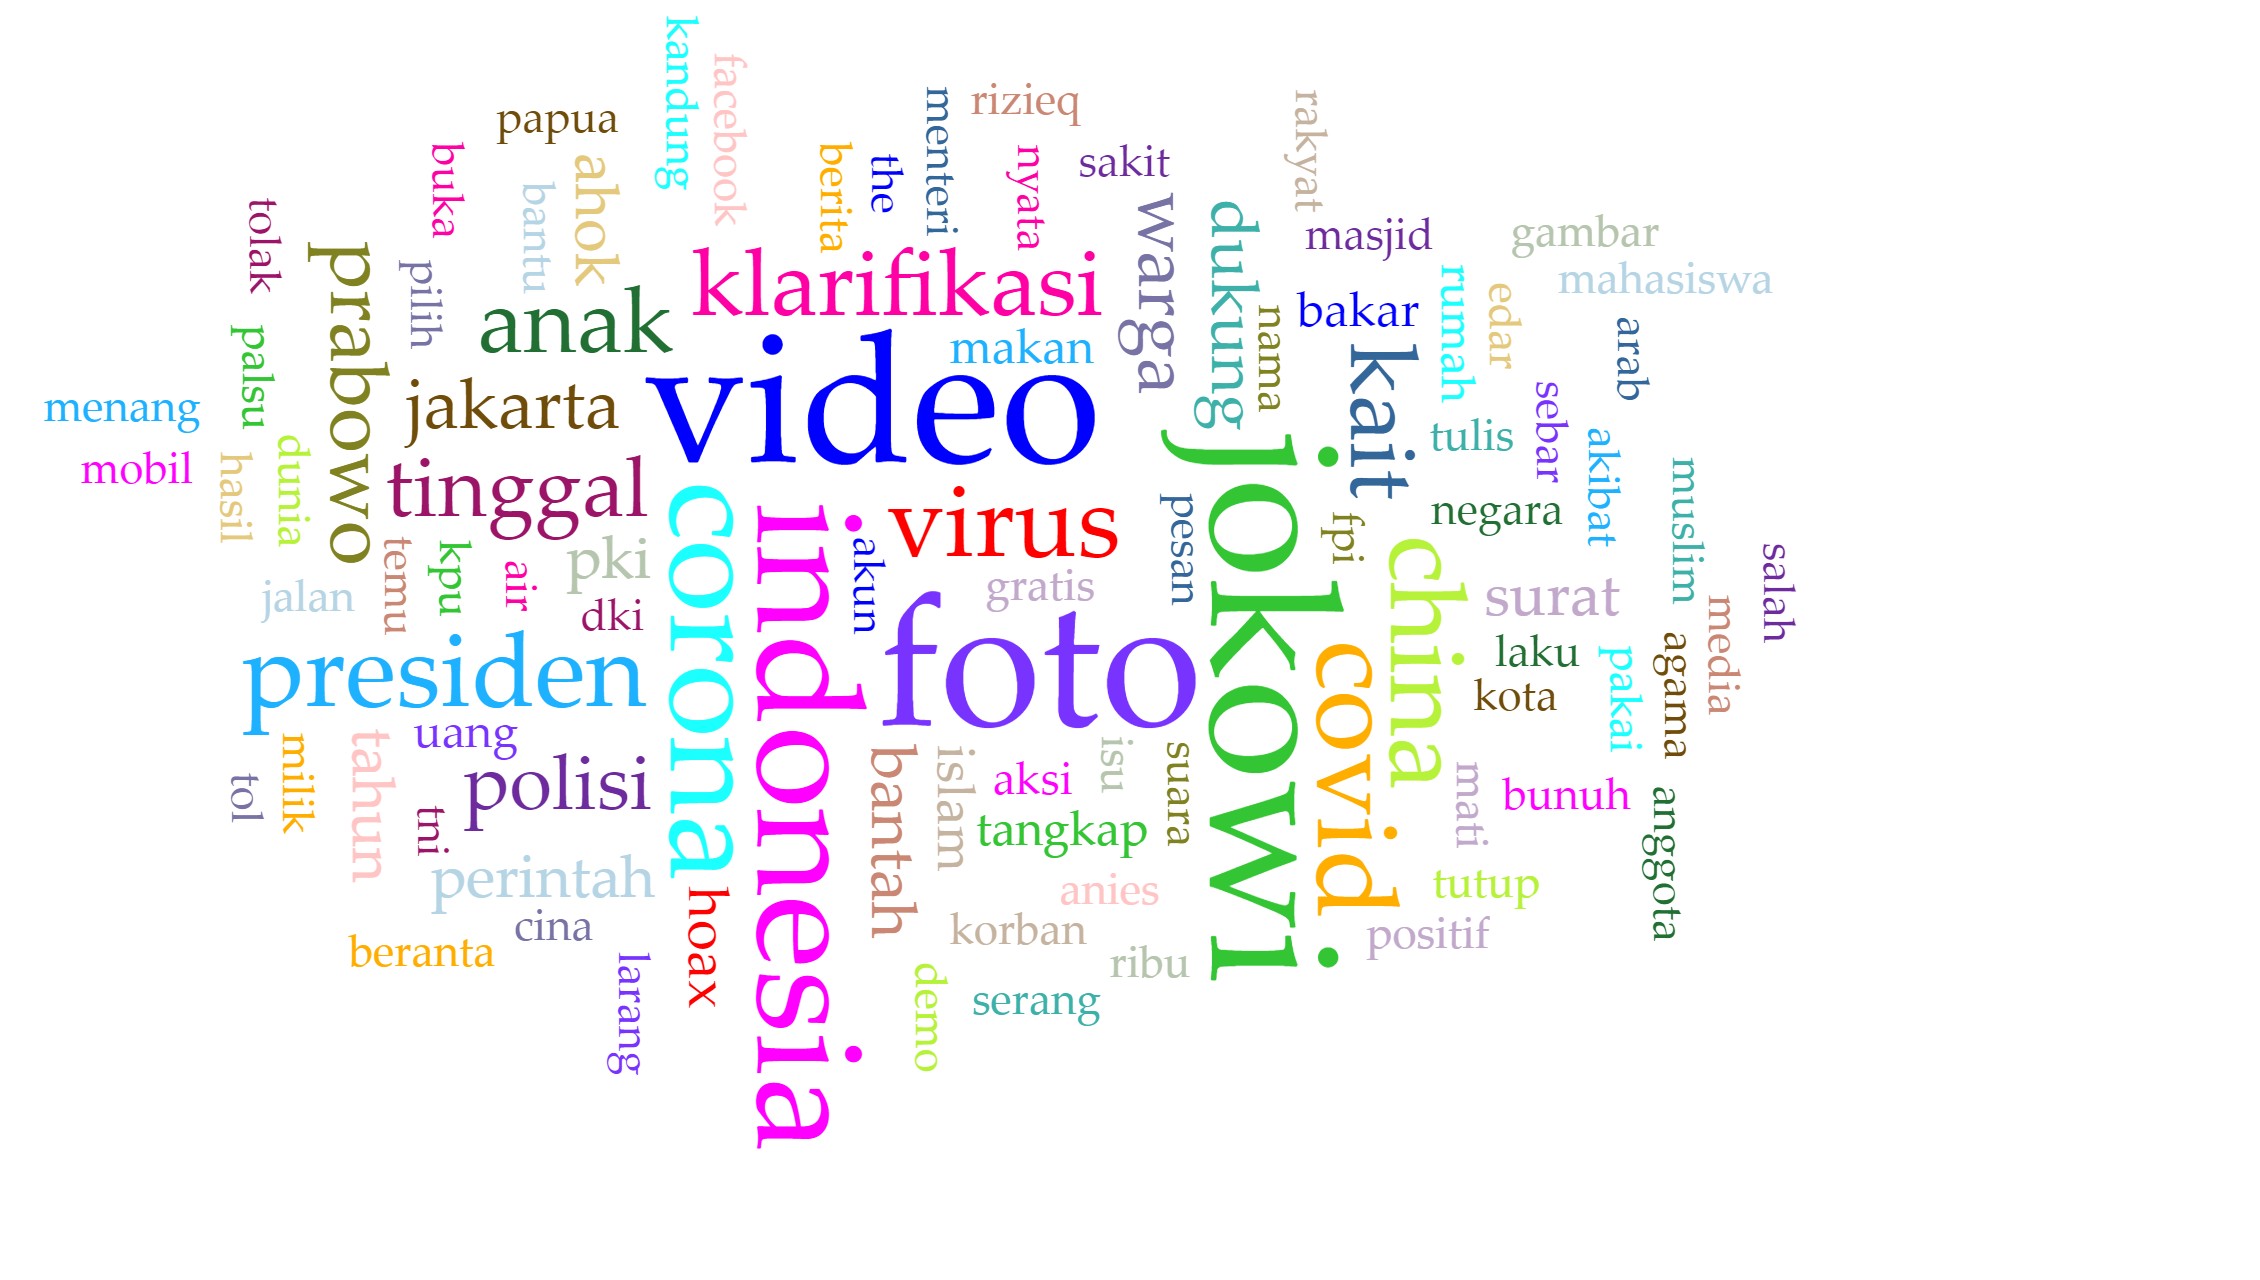 kandung
facebook
papua
rizieq
menteri
rakyat
buka
ahok
bantu
berita
the
nyata
sakit
tolak
prabowo
pilih
klarifikasi
warga
dukung
masjid
gambar
mahasiswa
anak
bakar
nama
rumah
edar
arab
palsu
jakarta
video
makan
kait
menang
sebar
tulis
akibat
mobil
hasil
dunia
tinggal
jokowi
muslim
corona
indonesia
virus
pesan
fpi
negara
temu
kpu
air
pki
akun
china
salah
jalan
dki
gratis
foto
surat
media
presiden
covid
laku
pakai
agama
kota
uang
milik
tahun
tol
tni
polisi
bantah
islam
aksi
isu
suara
mati
bunuh
anggota
tangkap
perintah
hoax
anies
tutup
cina
beranta
korban
positif
larang
demo
ribu
serang